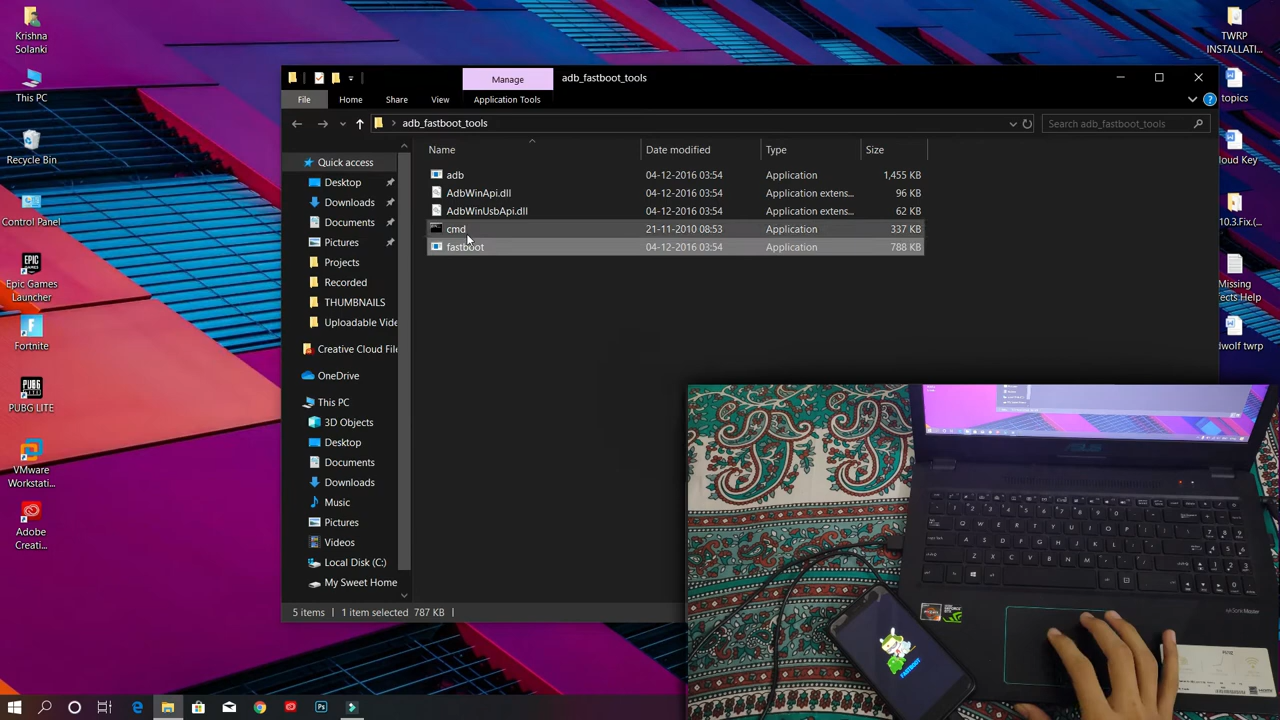 Krishna
Solanki
This PC
Recycle Bin
Control Panel
Epic Games
Launcher
Fortnite
PUBG
LITE
PUBG LITE
VMware
Workstati...
Adobe
Creati...
TWRP
INSTALLATI...
topics
loud Key
10.3.Fix.(...
Missing
ects Help
dwolf twrp
Manage
adb_fastboot_tools
File
Home
Share
View
Application Tools
adb_fastboot_tools
Search adb_fastboot_tools
Name
Date modified
Type
Size
adb
04-12-2016 03:54
Application
1,455 KB
AdbWinApi.dll
04-12-2016 03:54
Application extens...
96 KB
AdbWinUsbApi.dll
04-12-2016 03:54
Application extens...
62 KB
cmd
21-11-2010 08:53
Application
337 KB
fastboot
04-12-2016 03:54
Application
788 KB
Quick access
Desktop
Downloads
Documents
Pictures
Projects
Recorded
THUMBNAILS
Uploadable Vide
Creative Cloud File
OneDrive
This PC
3D Objects
Desktop
Documents
Downloads
Music
Pictures
Videos
Local Disk (C:)
My Sweet Home
5 items
1 item selected 787 KB
FASTBOOT